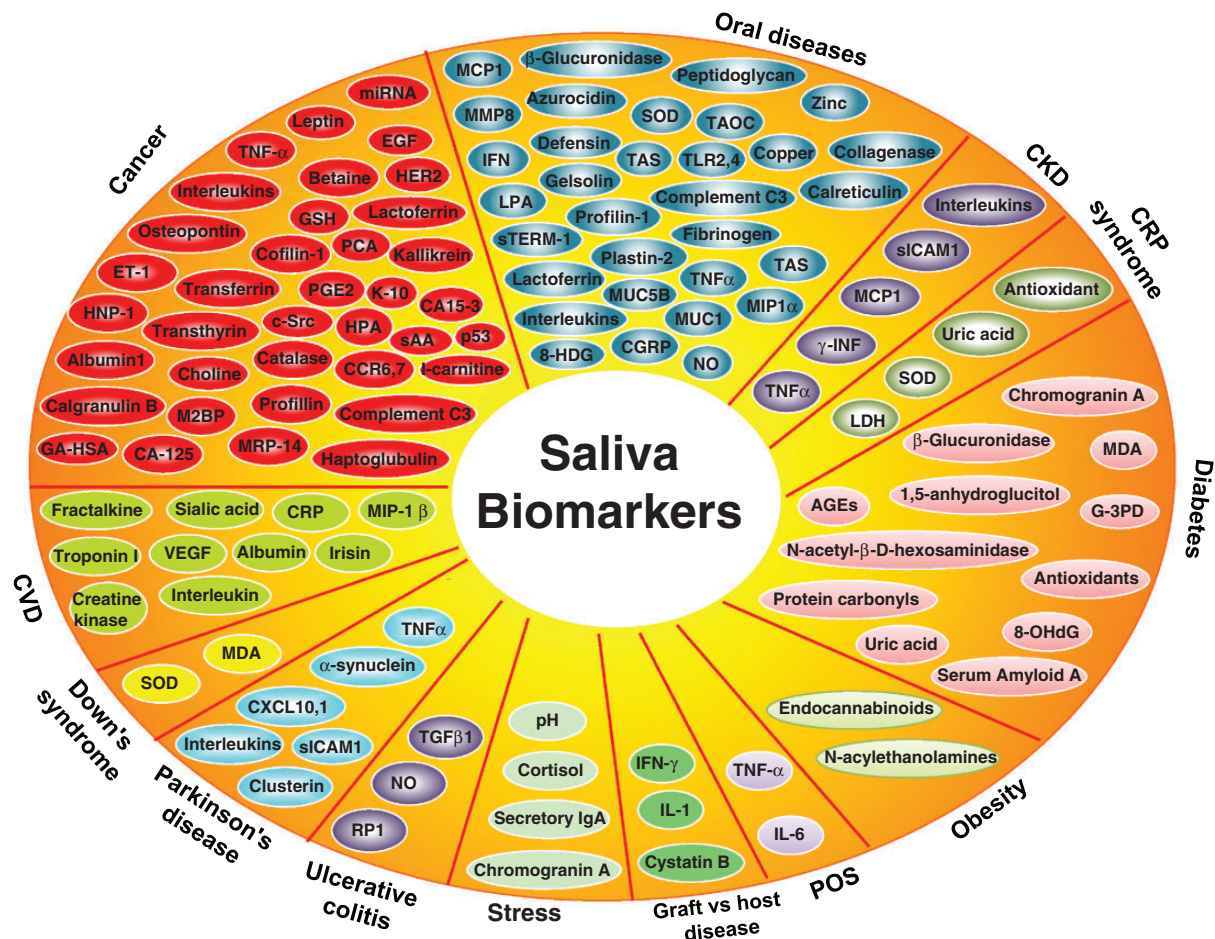 Saliva
Biomarkers
Oral diseases
MCP1
β-Glucuronidase
Peptidoglycan
Zinc
MMP8
Azurocidin
SOD
TAOC
IFN
Defensin
TAS
TLR2,4
Copper
Collagenase
LPA
Gelsolin
Complement C3
Calreticulin
Profilin-1
sTERM-1
Fibrinogen
Plastin-2
TAS
Lactoferrin
TNFα
MUC5B
MIP1α
Interleukins
MUC1
8-HDG
CGRP
NO
CKD
Interleukins
sICAM1
MCP1
γ-INF
TNFα
CRP
syndrome
Antioxidant
Uric acid
SOD
LDH
Diabetes
Chromogranin A
β-Glucuronidase
MDA
AGEs
1,5-anhydroglucitol
G-3PD
N-acetyl-β-D-hexosaminidase
Antioxidants
Protein carbonyls
8-OHdG
Uric acid
Serum Amyloid A
Obesity
Endocannabinoids
N-acylethanolamines
POS
TNF-α
IL-6
Graft vs host
disease
IFN-γ
IL-1
Cystatin B
Stress
pH
Cortisol
Secretory IgA
Chromogranin A
Ulcerative
colitis
TGFβ1
NO
RP1
Parkinson's
disease
TNFα
α-synuclein
CXCL10,1
Interleukins
sICAM1
Clusterin
Down's
syndrome
MDA
SOD
CVD
Fractalkine
Sialic acid
CRP
MIP-1 β
Troponin I
VEGF
Albumin
Irisin
Creatine
kinase
Interleukin
Cancer
miRNA
Leptin
TNF-α
EGF
Interleukins
Betaine
HER2
GSH
Lactoferrin
Osteopontin
Cofilin-1
PCA
Kallikrein
ET-1
Transferrin
PGE2
K-10
CA15-3
HNP-1
Transthyrin
c-Src
HPA
sAA
p53
Albumin1
Choline
Catalase
CCR6,7
l-carnitine
Calgranulin B
M2BP
Profillin
Complement C3
GA-HSA
CA-125
MRP-14
Haptoglubulin